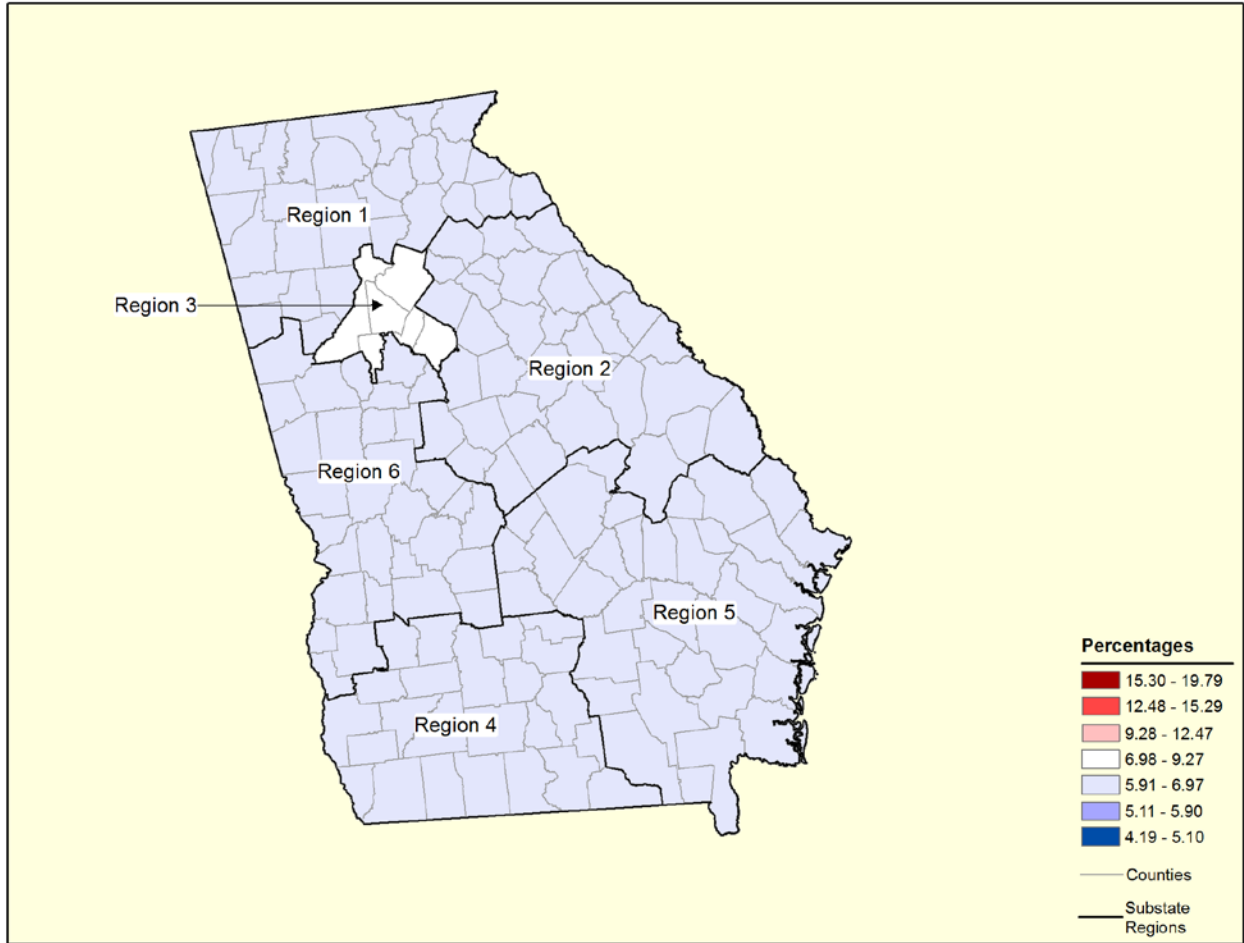 Region 1
Region 3
Region 2
Region 6
Region 5
Region 4
Percentages
15.30 - 19.79
12.48 - 15.29
9.28 - 12.47
6.98 - 9.27
5.91 - 6.97
5.11 - 5.90
4.19 - 5.10
Counties
Substate
Regions